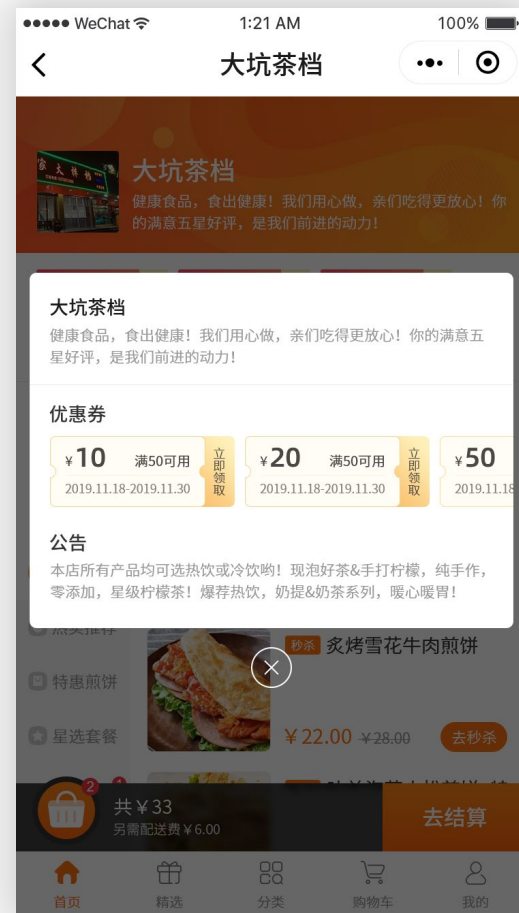 WeChat
1:21 AM
100%
大坑茶档
大坑茶档
健康食品，食出健康！我们用心做，亲们吃得更放心！你
的满意五星好评，是我们前进的动力！
大坑茶档
健康食品，食出健康！我们用心做，亲们吃得更放心！你的满意五
星好评，是我们前进的动力！
优惠券
¥10 满50可用 立即领取
2019.11.18-2019.11.30
¥20 满50可用 立即领取
2019.11.18-2019.11.30
¥50
2019.11.18
公告
本店所有产品均可选热饮或冷饮哟！现泡好茶&手打柠檬，纯手作，
零添加，星级柠檬茶！爆荐热饮，奶提&奶茶系列，暖心暖胃！
秒杀 炙烤雪花牛肉煎饼
特惠煎饼
¥22.00 ¥28.00 去秒杀
星选套餐
2
共¥33
另需配送费¥6.00
去结算
首页
精选
分类
购物车
我的